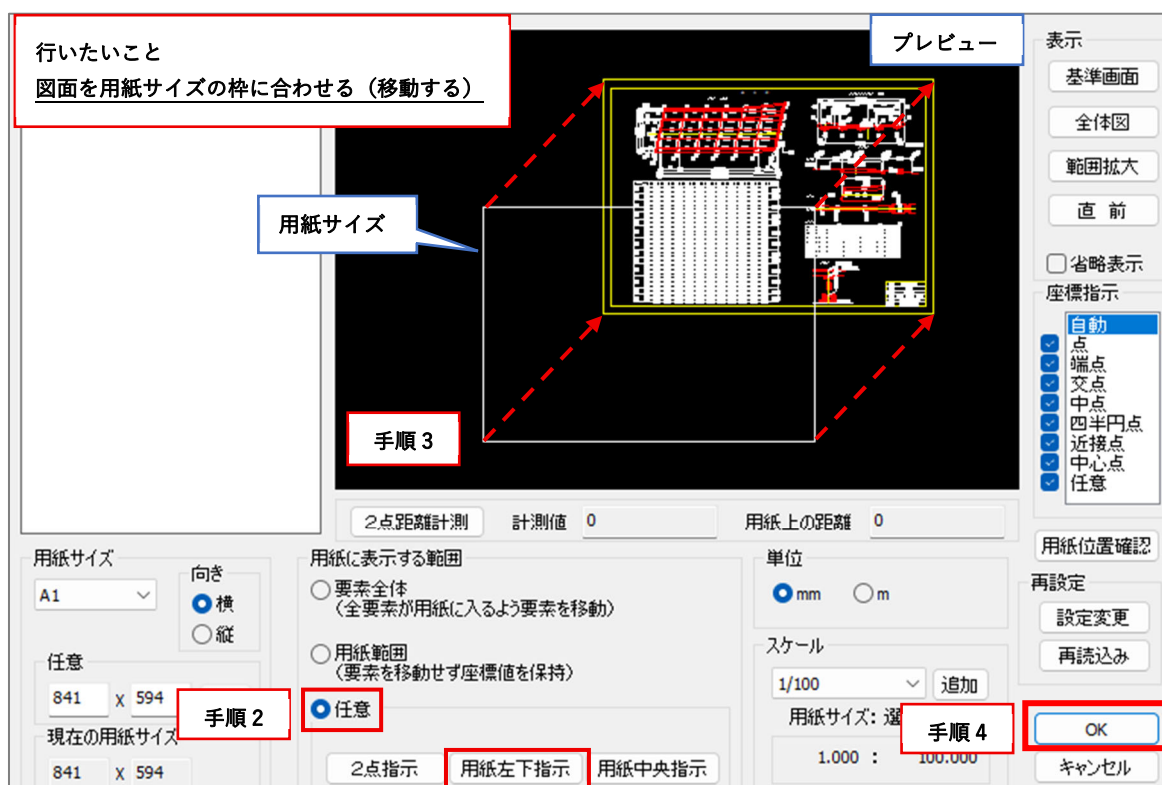 行いたいこと
図面を用紙サイズの枠に合わせる（移動する）
プレビュー
用紙サイズ
手順３
表示
基準画面
全体図
範囲拡大
直 前
省略表示
座標指示
自動
点
端点
交点
中点
四半円点
近接点
中心点
任意
2点距離計測 計測値 0 用紙上の距離 0
用紙位置確認
再設定
設定変更
再読込み
用紙サイズ
A1
向き
横
縦
任意
841 x 594
手順２
現在の用紙サイズ
841 x 594
用紙に表示する範囲
要素全体
（全要素が用紙に入るよう要素を移動）
用紙範囲
（要素を移動せず座標値を保持）
任意
2点指示 用紙左下指示 用紙中央指示
単位
mm m
スケール
1/100 追加
用紙サイズ:
手順４
1.000 : 100.000
OK
キャンセル